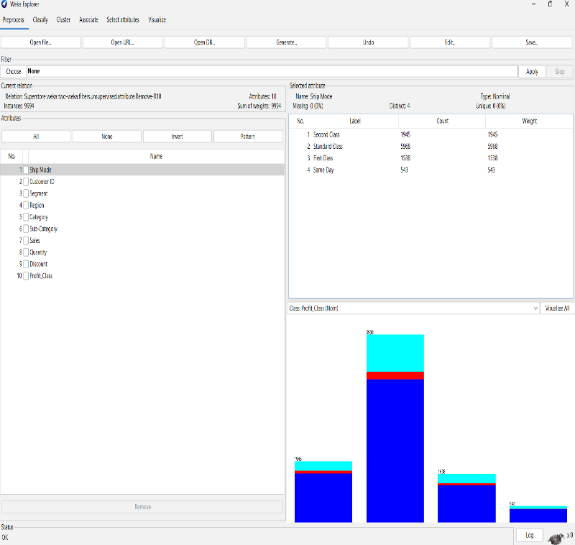 Weka Explorer
Preprocess Classify Cluster Associate Select attributes Visualize
Open file... Open URL... Open DB... Generate... Undo Edit... Save...
Filter
Choose None Apply Stop
Current relation
Relation: Superstore weka two-weka.filters.unsupervised.attribute.Remove-R10 Attributes: 10
Instances: 9994 Sum of weights: 9994
Attributes
All None Invert Pattern
No. Name
1 Ship Mode
2 Customer ID
3 Segment
4 Region
5 Category
6 Sub-Category
7 Sales
8 Quantity
9 Discount
10 Profit_Class
Remove
Selected attribute
Name: Ship Mode Type: Nominal
Missing: 0 (0%) Distinct: 4 Unique: 0 (0%)
No. Label Count Weight
1 Second Class 1945 1945
2 Standard Class 5968 5968
3 First Class 1538 1538
4 Same Day 543 543
Class: Profit_Class (Nom) Visualize All
5968
1945
1538
543
Status
OK
Log x 0